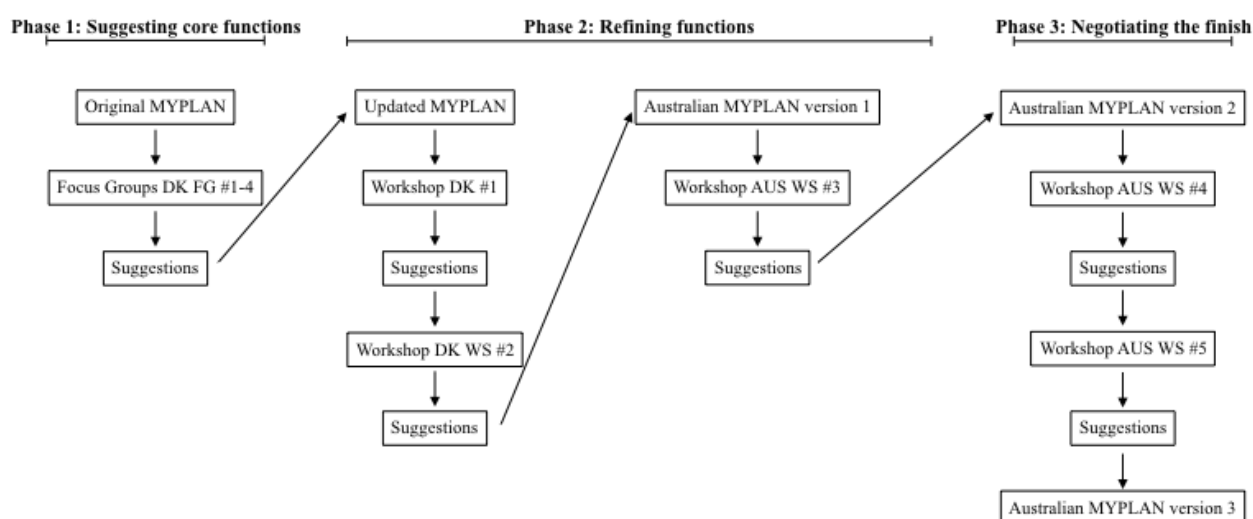 Phase 1: Suggesting core functions
Original MYPLAN
Focus Groups DK FG #1-4
Suggestions
Phase 2: Refining functions
Updated MYPLAN
Workshop DK #1
Suggestions
Workshop DK WS #2
Suggestions
Australian MYPLAN version 1
Workshop AUS WS #3
Suggestions
Phase 3: Negotiating the finish
Australian MYPLAN version 2
Workshop AUS WS #4
Suggestions
Workshop AUS WS #5
Suggestions
Australian MYPLAN version 3